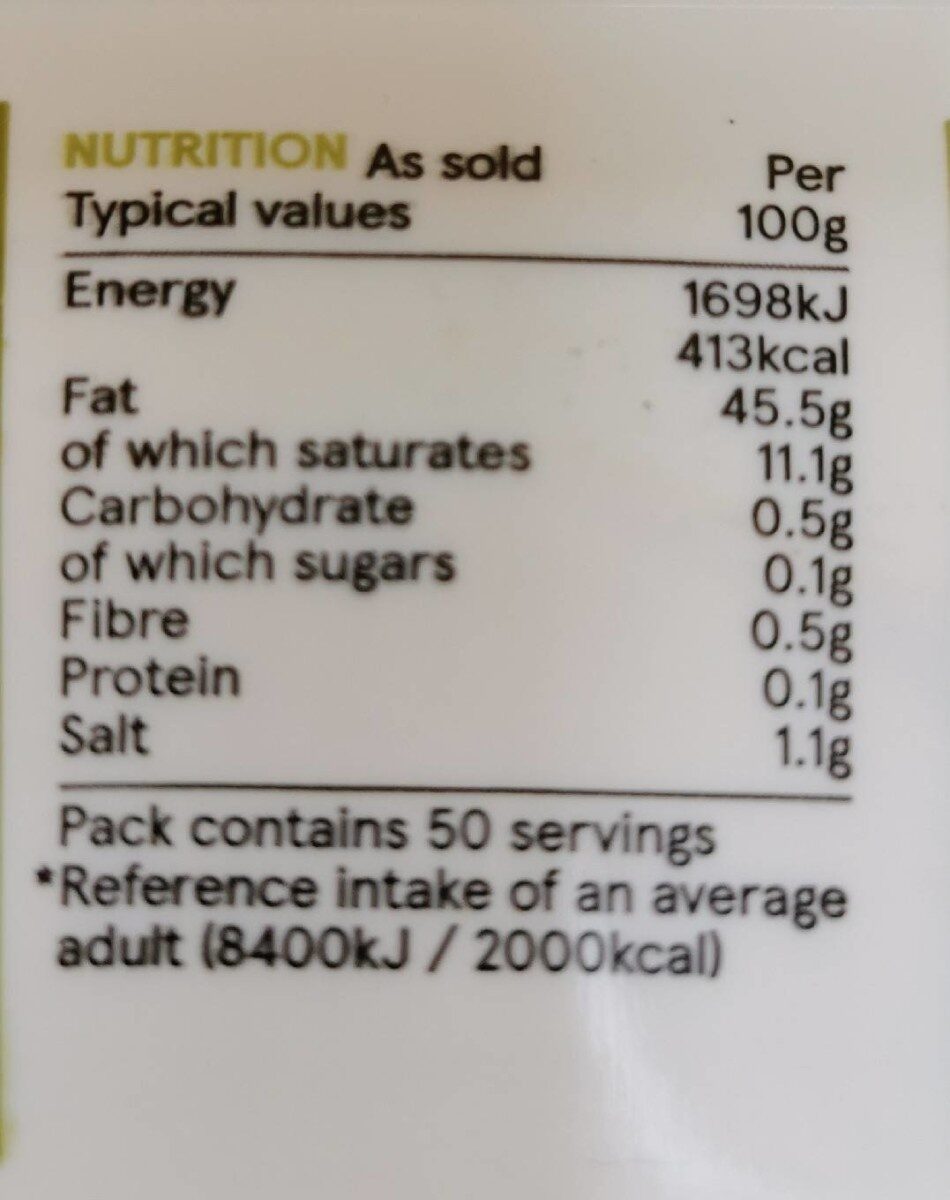 NUTRITION As sold Per
Typical values 100g
Energy 1698kJ
413kcal
Fat 45.5g
of which saturates 11.1g
Carbohydrate 0.5g
of which sugars 0.1g
Fibre 0.5g
Protein 0.1g
Salt 1.1g
Pack contains 50 servings
*Reference intake of an average
adult (8400kJ / 2000kcal)